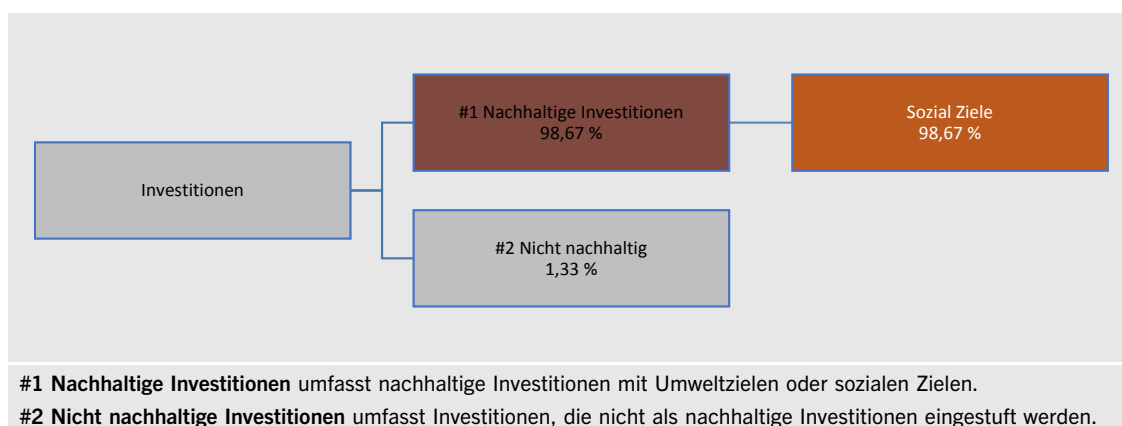 #1 Nachhaltige Investitionen
98,67 %
Sozial Ziele
98,67 %
Investitionen
#2 Nicht nachhaltig
1,33 %
#1 Nachhaltige Investitionen umfasst nachhaltige Investitionen mit Umweltzielen oder sozialen Zielen.
#2 Nicht nachhaltige Investitionen umfasst Investitionen, die nicht als nachhaltige Investitionen eingestuft werden.